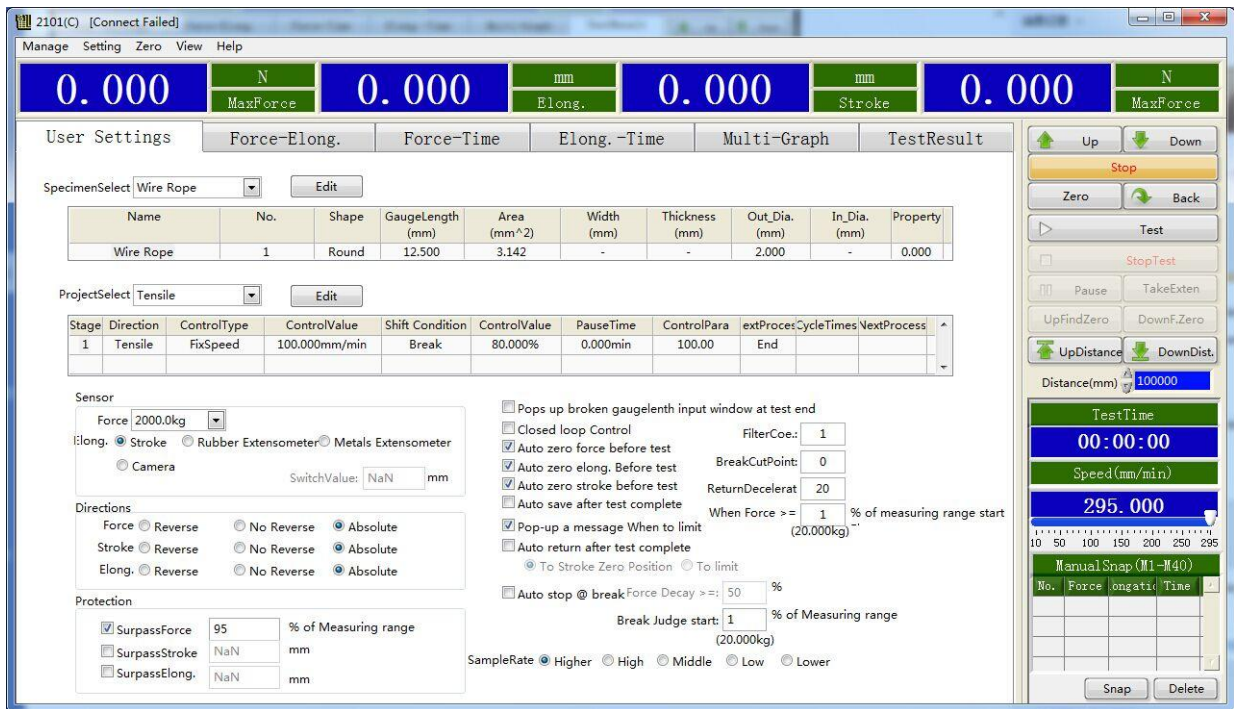 2101(C) [Connect Failed]
Manage Setting Zero View Help
0.000 N MaxForce 0.000 mm Elong. 0.000 mm Stroke 0.000 N MaxForce
User Settings Force-Elong. Force-Time Elong.-Time Multi-Graph TestResult
SpecimenSelect Wire Rope Edit
Name No. Shape GaugeLength (mm) Area (mm^2) Width (mm) Thickness (mm) Out_Dia. (mm) In_Dia. (mm) Property
Wire Rope 1 Round 12.500 3.142 - - 2.000 - 0.000
ProjectSelect Tensile Edit
Stage Direction ControlType ControlValue Shift Condition ControlValue PauseTime ControlPara extProces CycleTimes NextProcess
1 Tensile FixSpeed 100.000mm/min Break 80.000% 0.000min 100.00 End
Sensor
Force 2000.0kg
Elong. Stroke Rubber Extensometer Metals Extensometer
Camera
SwitchValue: NaN mm
Directions
Force Reverse No Reverse Absolute
Stroke Reverse No Reverse Absolute
Elong. Reverse No Reverse Absolute
Protection
SurpassForce 95 % of Measuring range
SurpassStroke NaN mm
SurpassElong. NaN mm
Pops up broken gaugelenth input window at test end
Closed loop Control
Auto zero force before test
Auto zero elong. Before test
Auto zero stroke before test
Auto save after test complete
Pop-up a message When to limit
Auto return after test complete
To Stroke Zero Position To limit
FilterCoe.: 1
BreakCutPoint: 0
ReturnDecelerat 20
When Force >= 1 % of measuring range start
(20.000kg)
Auto stop @ break Force Decay >=: 50 %
Break Judge start: 1 % of Measuring range
(20.000kg)
SampleRate Higher High Middle Low Lower
Up Down
Stop
Zero Back
Test
StopTest
Pause TakeExten
UpFindZero DownF.Zero
UpDistance DownDist.
Distance(mm) 100000
TestTime
00:00:00
Speed(mm/min)
295.000
10 50 100 150 200 250 295
ManualSnap(M1-M40)
No. Force longatic Time
Snap Delete